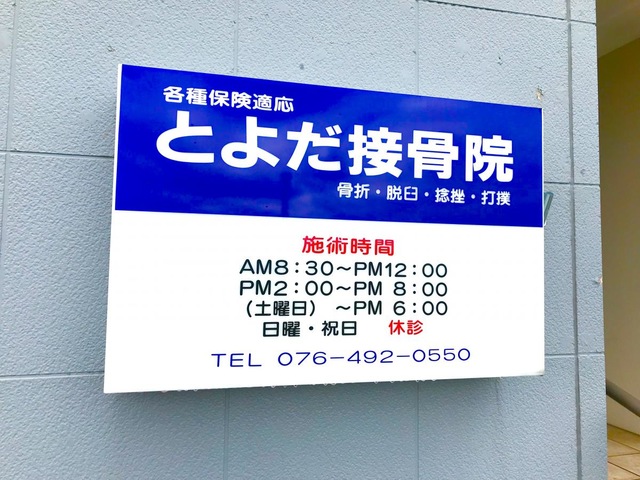 各種保険適応
とよだ接骨院
骨折・脱臼・捻挫・打撲
施術時間
AM8:30〜PM12:00
PM2:00〜PM 8:00
(土曜日) 〜PM 6:00
日曜・祝日 休診
TEL 076-492-0550